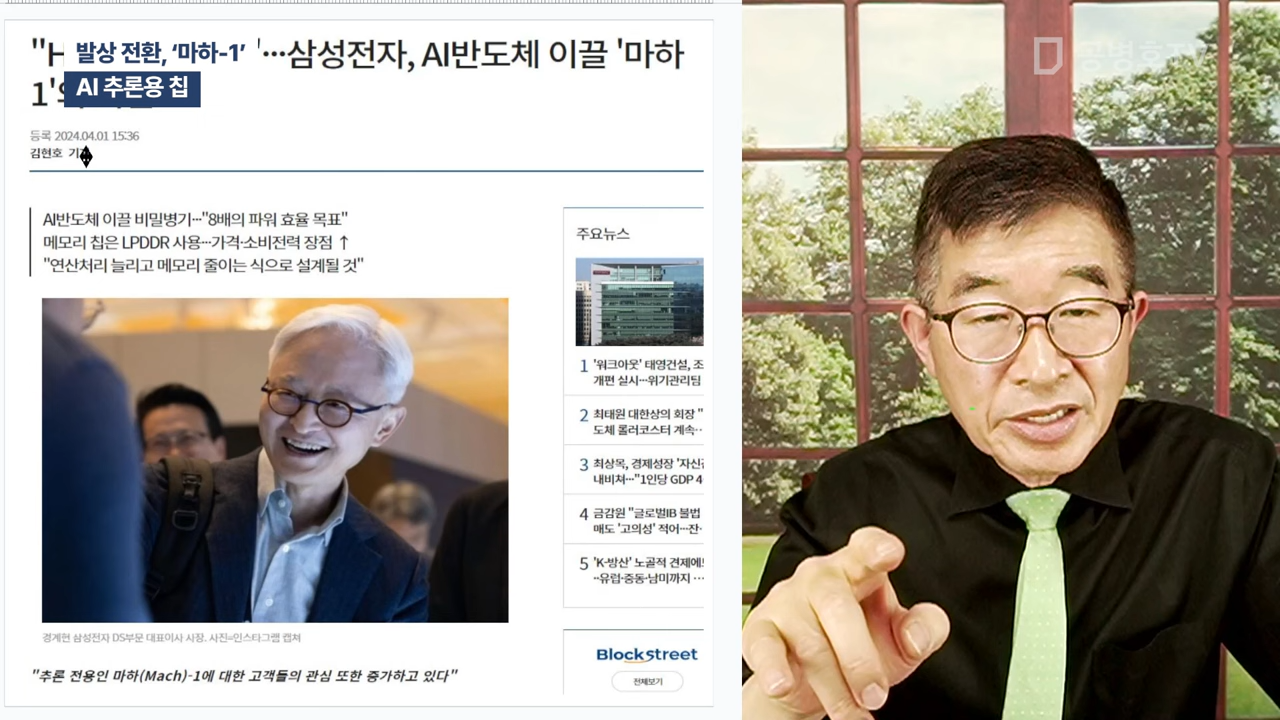 "H 발상 전환, ‘마하-1’ '…삼성전자, AI반도체 이끌 '마하
AI 추론용 칩
1'의
등록 2024.04.01 15:36
김현호 기자
AI반도체 이끌 비밀병기…"8배의 파워 효율 목표"
메모리 칩은 LPDDR 사용…가격·소비전력 장점 ↑
"연산처리 늘리고 메모리 줄이는 식으로 설계될 것"
경계현 삼성전자 DS부문 대표이사 사장. 사진=인스타그램 캡쳐
"추론 전용인 마하(Mach)-1에 대한 고객들의 관심 또한 증가하고 있다"
주요뉴스
1 '워크아웃' 태영건설, 조
개편 실시…위기관리팀
2 최태원 대한상의 회장 "
도체 롤러코스터 계속··
3 최상목, 경제성장 '자신감
내비쳐…"1인당 GDP 4
4 금감원 "글로벌IB 불법
매도 '고의성' 적어…잔·
5 'K-방산' 노골적 견제에!
··유럽·중동·남미까지 …
Blockstreet
전체보기
공병호